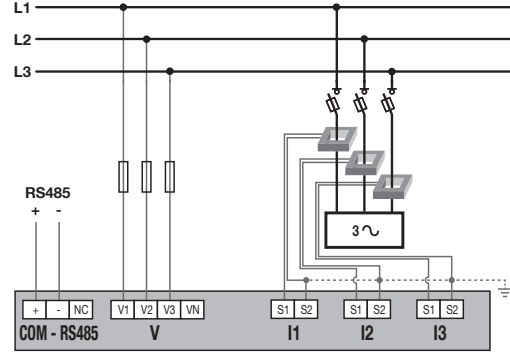 L1
L2
L3
RS485
+ -
3
+ - NC V1 V2 V3 VN S1 S2 S1 S2 S1 S2
COM - RS485 V I1 I2 I3